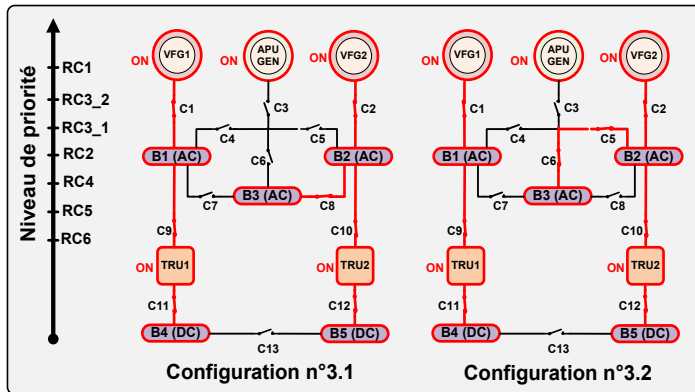 Niveau de priorité
RC1
RC3_2
RC3_1
RC2
RC4
RC5
RC6
ON
VFG1
ON
APU
GEN
ON
VFG2
C1
C3
C2
C4
C5
B1 (AC)
C6
B2 (AC)
B3 (AC)
C7
C8
C9
C10
ON
TRU1
ON
TRU2
C11
C12
B4 (DC)
B5 (DC)
C13
Configuration n°3.1
ON
VFG1
ON
APU
GEN
ON
VFG2
C1
C3
C2
C4
C5
B1 (AC)
C6
B2 (AC)
B3 (AC)
C7
C8
C9
C10
ON
TRU1
ON
TRU2
C11
C12
B4 (DC)
B5 (DC)
C13
Configuration n°3.2